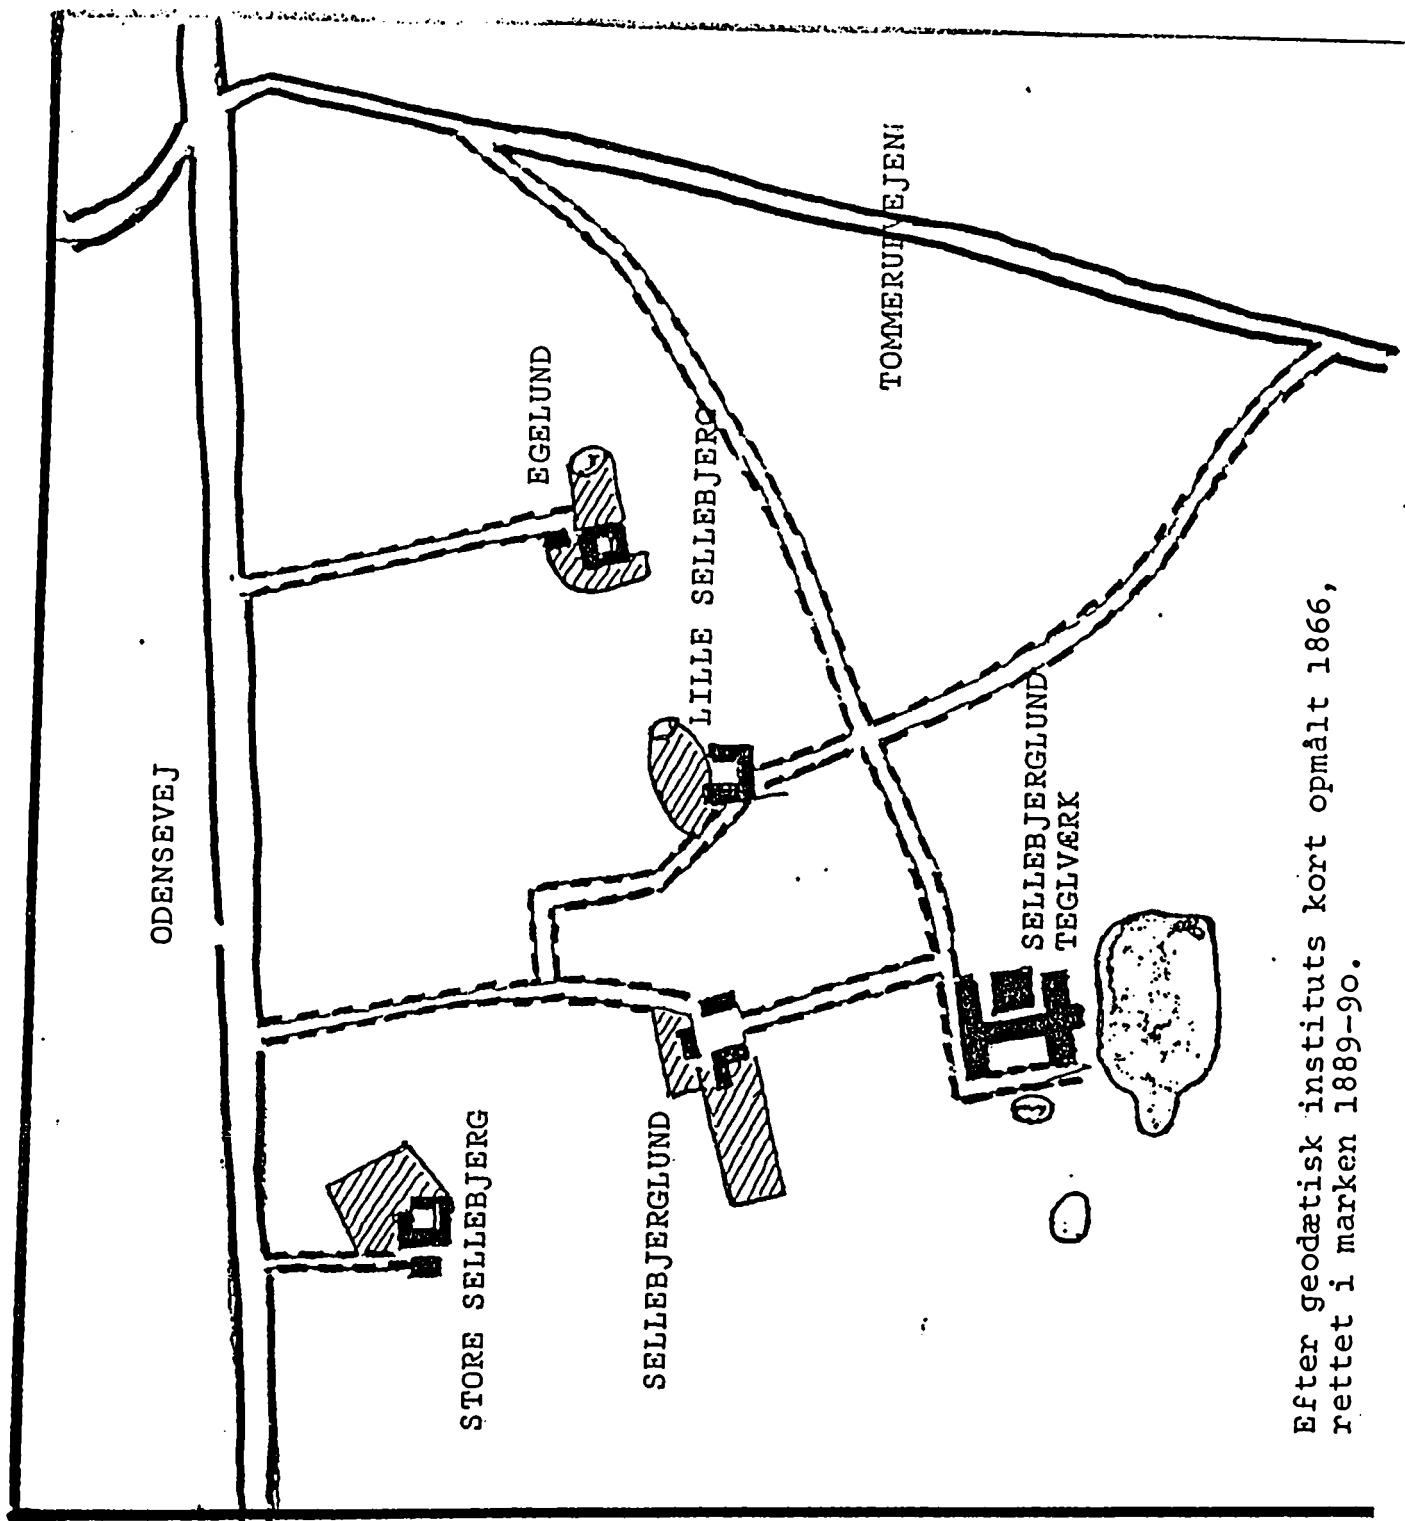 ODENSEVEJ
EGELUND
STORE SELLEBJERG
LILLE SELLEBJERG
SELLEBJERGLUND
TOMMERUPVEJEN
SELLEBJERGLUND
TEGLVÆRK
Efter geodætisk instituts kort opmålt 1866,
rettet i marken 1889-90.